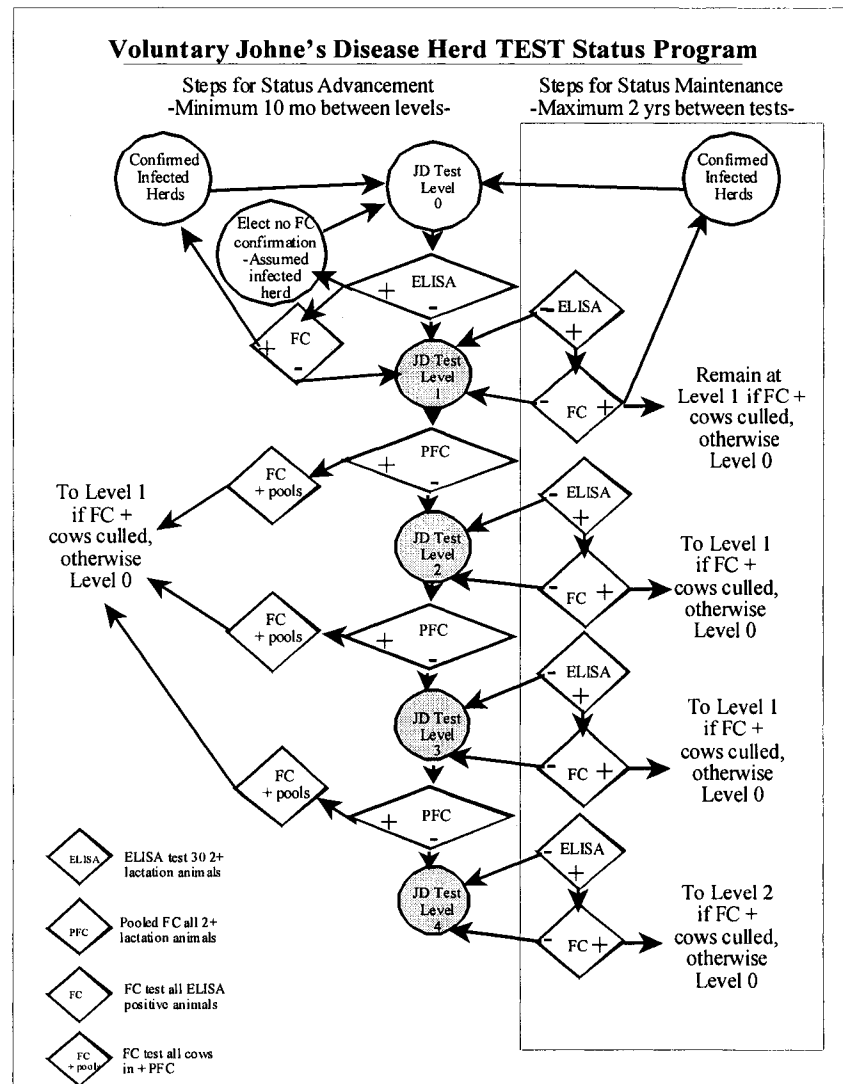 Voluntary Johne's Disease Herd TEST Status Program
Steps for Status Advancement
-Minimum 10 mo between levels-
Steps for Status Maintenance
-Maximum 2 yrs between tests-
Confirmed
Infected
Herds
JD Test
Level
0
Confirmed
Infected
Herds
Elect no FC
confirmation
-Assumed
infected
herd
+
ELISA
-
FC
+
-
JD Test
Level
1
-
ELISA
+
-
FC
+
Remain at
Level 1 if FC +
cows culled,
otherwise
Level 0
+
PFC
-
FC
+ pools
To Level 1
if FC +
cows culled,
otherwise
Level 0
JD Test
Level
2
-
ELISA
+
-
FC
+
To Level 1
if FC +
cows culled,
otherwise
Level 0
FC
+ pools
+
PFC
-
JD Test
Level
3
-
ELISA
+
-
FC
+
To Level 1
if FC +
cows culled,
otherwise
Level 0
FC
+ pools
+
PFC
-
JD Test
Level
4
-
ELISA
+
-
FC
+
To Level 2
if FC +
cows culled,
otherwise
Level 0
ELISA
ELISA test 30 2+
lactation animals
PFC
Pooled FC all 2+
lactation animals
FC
FC test all ELISA
positive animals
FC
+ pools
FC test all cows
in + PFC